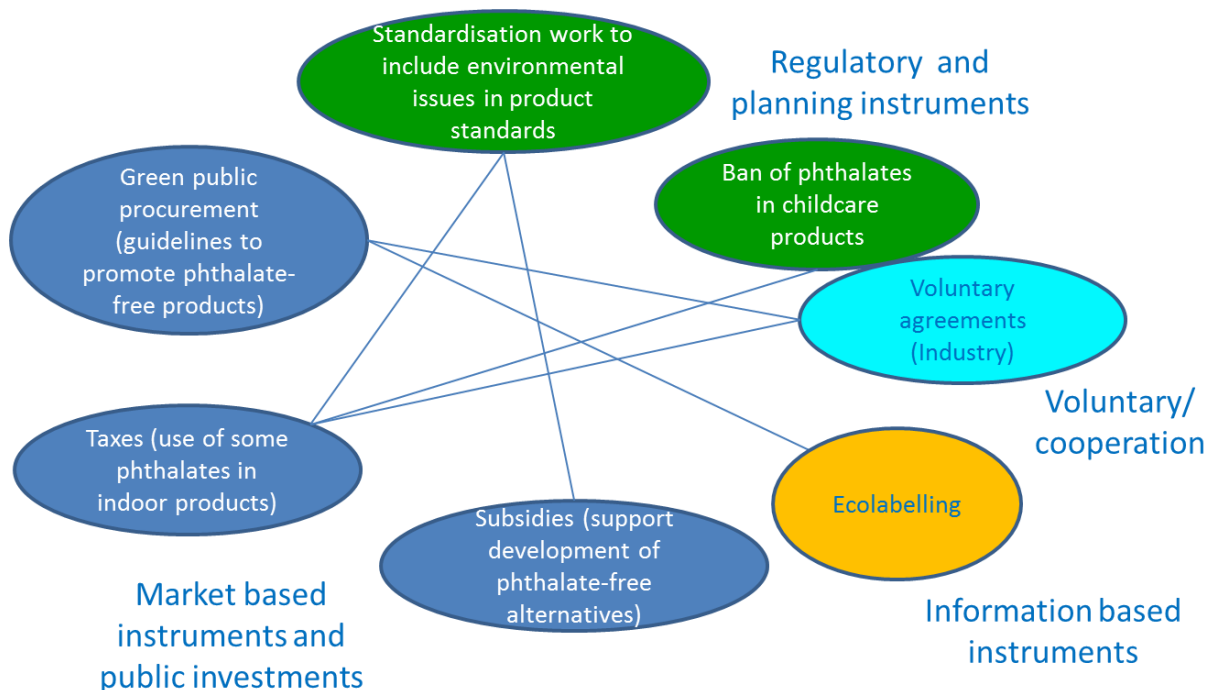 Standardisation work to
include environmental
issues in product
standards
Regulatory and
planning instruments
Green public
procurement
(guidelines to
promote phthalate-
free products)
Ban of phthalates
in childcare
products
Voluntary
agreements
(Industry)
Voluntary/
cooperation
Taxes (use of some
phthalates in
indoor products)
Subsidies (support
development of
phthalate-free
alternatives)
Ecolabelling
Market based
instruments and
public investments
Information based
instruments